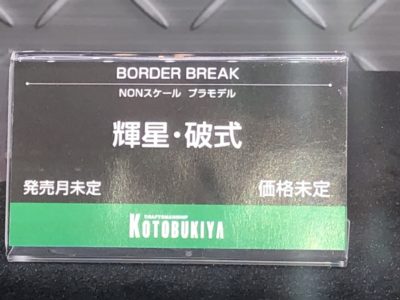 BORDER BREAK
NONスケール プラモデル
輝星・破式
発売月未定 価格未定
CRAFTSMANSHIP
KOTOBUKIYA